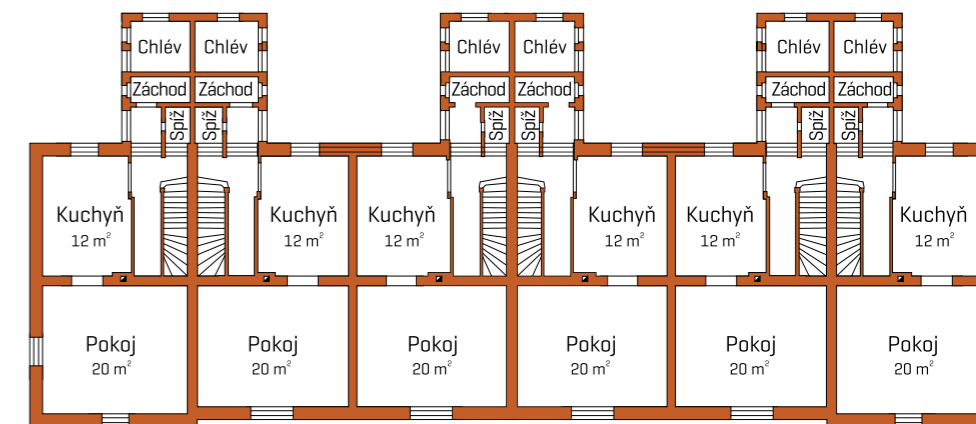 Chlév Chlév Chlév Chlév Chlév Chlév
Záchod Záchod Záchod Záchod Záchod Záchod
Spíž Spíž Spíž Spíž Spíž Spíž
Kuchyň Kuchyň Kuchyň Kuchyň Kuchyň Kuchyň
12 m² 12 m² 12 m² 12 m² 12 m² 12 m²
Pokoj Pokoj Pokoj Pokoj Pokoj Pokoj
20 m² 20 m² 20 m² 20 m² 20 m² 20 m²